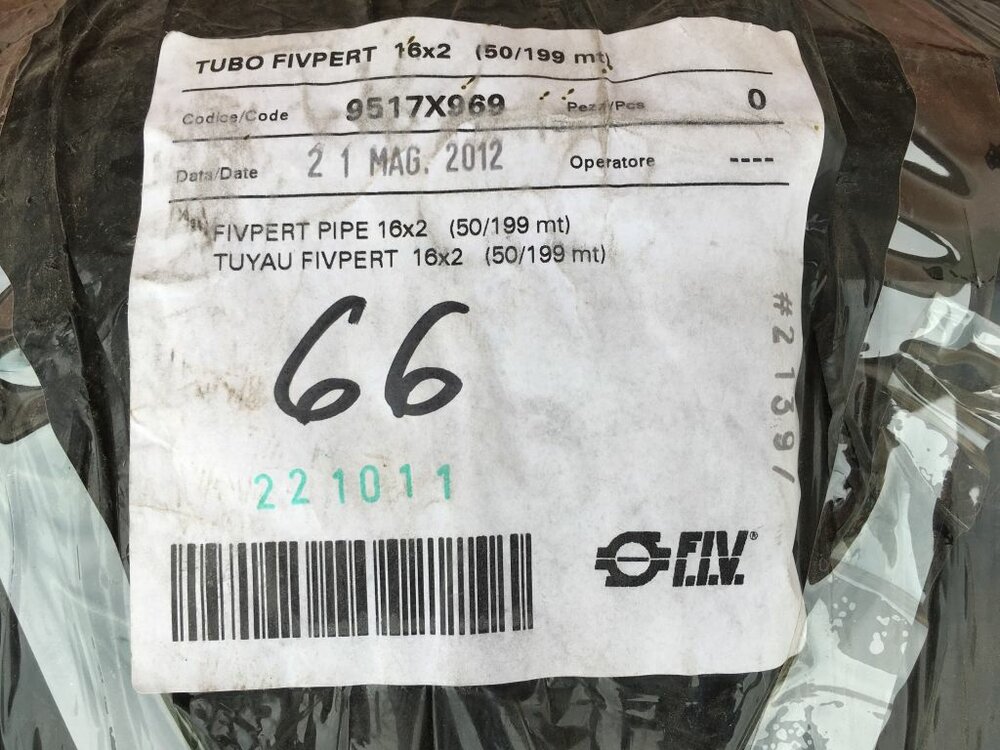 TUBO FIVPERT 16x2 (50/199 mt)
Codice/Code 9517X969 Pezzi/Pcs 0
Data/Date 21 MAG. 2012 Operatore ----
FIVPERT PIPE 16x2 (50/199 mt)
TUYAU FIVPERT 16x2 (50/199 mt)
66
221011
F.I.V.®